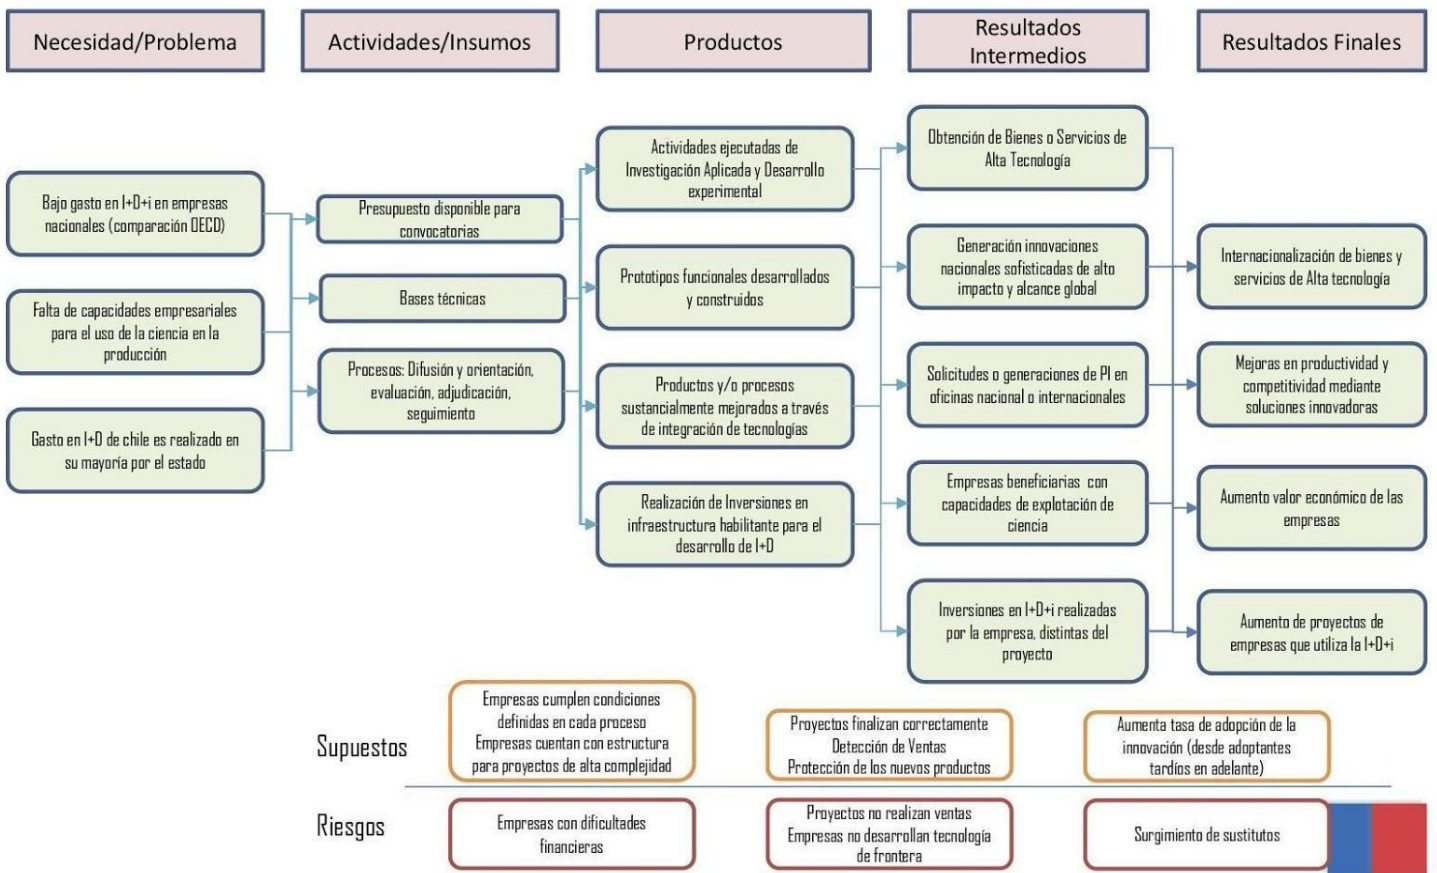 Necesidad/Problema
Actividades/Insumos
Productos
Resultados
Intermedios
Resultados Finales
Bajo gasto en I+D+i en empresas
nacionales (comparación OECD)
Falta de capacidades empresariales
para el uso de la ciencia en la
producción
Gasto en I+D de chile es realizado en
su mayoría por el estado
Presupuesto disponible para
convocatorias
Bases técnicas
Procesos: Difusión y orientación,
evaluación, adjudicación,
seguimiento
Actividades ejecutadas de
Investigación Aplicada y Desarrollo
experimental
Prototipos funcionales desarrollados
y construidos
Productos y/o procesos
sustancialmente mejorados a través
de integración de tecnologías
Realización de Inversiones en
infraestructura habilitante para el
desarrollo de I+D
Obtención de Bienes o Servicios de
Alta Tecnología
Generación innovaciones
nacionales sofisticadas de alto
impacto y alcance global
Solicitudes o generaciones de PI en
oficinas nacional o internacionales
Empresas beneficiarias con
capacidades de explotación de
ciencia
Inversiones en I+D+i realizadas
por la empresa, distintas del
proyecto
Internacionalización de bienes y
servicios de Alta tecnología
Mejoras en productividad y
competitividad mediante
soluciones innovadoras
Aumento valor económico de las
empresas
Aumento de proyectos de
empresas que utiliza la I+D+i
Supuestos
Empresas cumplen condiciones
definidas en cada proceso
Empresas cuentan con estructura
para proyectos de alta complejidad
Proyectos finalizan correctamente
Detección de Ventas
Protección de los nuevos productos
Aumenta tasa de adopción de la
innovación (desde adoptantes
tardíos en adelante)
Riesgos
Empresas con dificultades
financieras
Proyectos no realizan ventas
Empresas no desarrollan tecnología
de frontera
Surgimiento de sustitutos